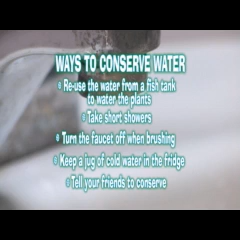 WAYS TO CONSERVE WATER
Re-use the water from a fish tank
to water the plants
Take short showers
Turn the faucet off when brushing
Keep a jug of cold water in the fridge
Tell your friends to conserve